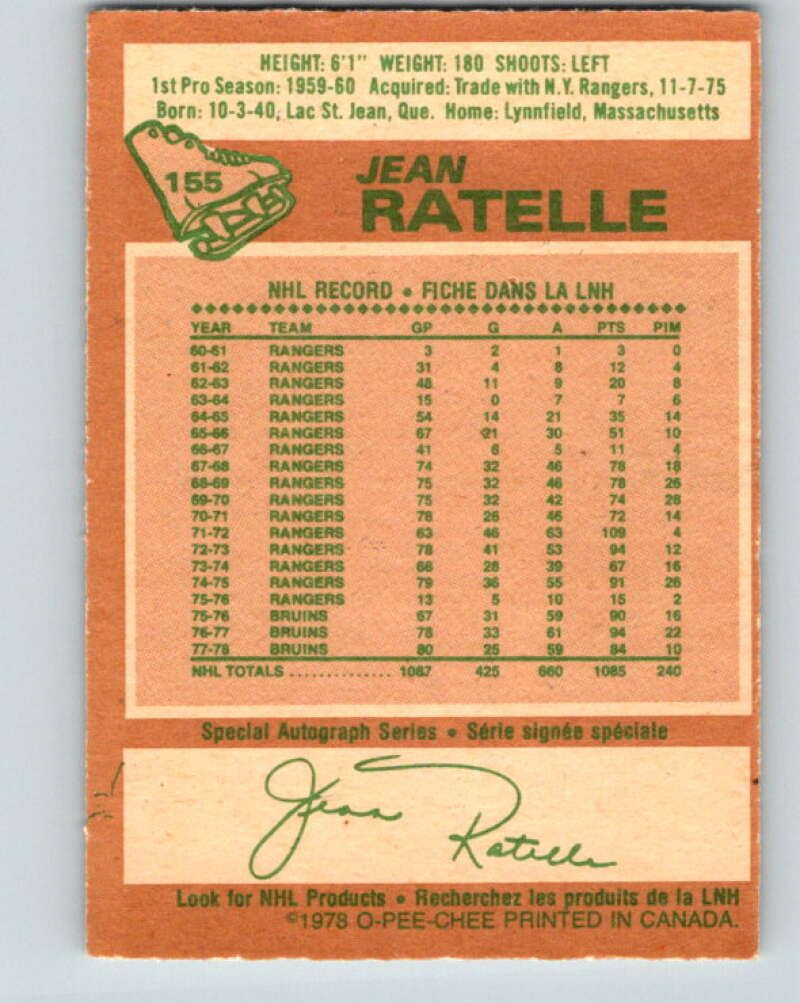 HEIGHT: 6'1" WEIGHT: 180 SHOOTS: LEFT
1st Pro Season: 1959-60 Acquired: Trade with N.Y. Rangers, 11-7-75
Born: 10-3-40, Lac St. Jean, Que. Home: Lynnfield, Massachusetts
155
JEAN
RATELLE
NHL RECORD • FICHE DANS LA LNH
YEAR TEAM GP G A PTS PIM
60-61 RANGERS 3 2 1 3 0
61-62 RANGERS 31 4 8 12 4
62-63 RANGERS 48 11 9 20 8
63-64 RANGERS 15 0 7 7 6
64-65 RANGERS 54 14 21 35 14
65-66 RANGERS 67 21 30 51 10
66-67 RANGERS 41 6 5 11 4
67-68 RANGERS 74 32 46 78 18
68-69 RANGERS 75 32 46 78 26
69-70 RANGERS 75 32 42 74 28
70-71 RANGERS 78 26 46 72 14
71-72 RANGERS 63 46 63 109 4
72-73 RANGERS 78 41 53 94 12
73-74 RANGERS 68 28 39 67 16
74-75 RANGERS 79 36 55 91 26
75-76 RANGERS 13 5 10 15 2
75-76 BRUINS 67 31 59 90 16
76-77 BRUINS 78 33 61 94 22
77-78 BRUINS 80 25 59 84 10
NHL TOTALS .............. 1087 425 660 1085 240
Special Autograph Series • Série signée spéciale
Jean Ratelle
Look for NHL Products • Recherchez les produits de la LNH
©1978 O-PEE-CHEE PRINTED IN CANADA.